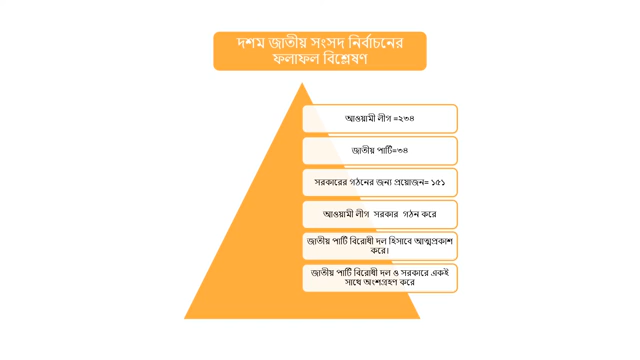 দশম জাতীয় সংসদ নির্বাচনের
ফলাফল বিশ্লেষণ
আওয়ামী লীগ =২৩৪
জাতীয় পার্টি=৩৪
সরকারের গঠনের জন্য প্রয়োজন= ১৫১
আওয়ামী লীগ সরকার গঠন করে
জাতীয় পার্টি বিরোধী দল হিসাবে আত্মপ্রকাশ
করে।
জাতীয় পার্টি বিরোধী দল ও সরকারে একই
সাথে অংশগ্রহণ করে